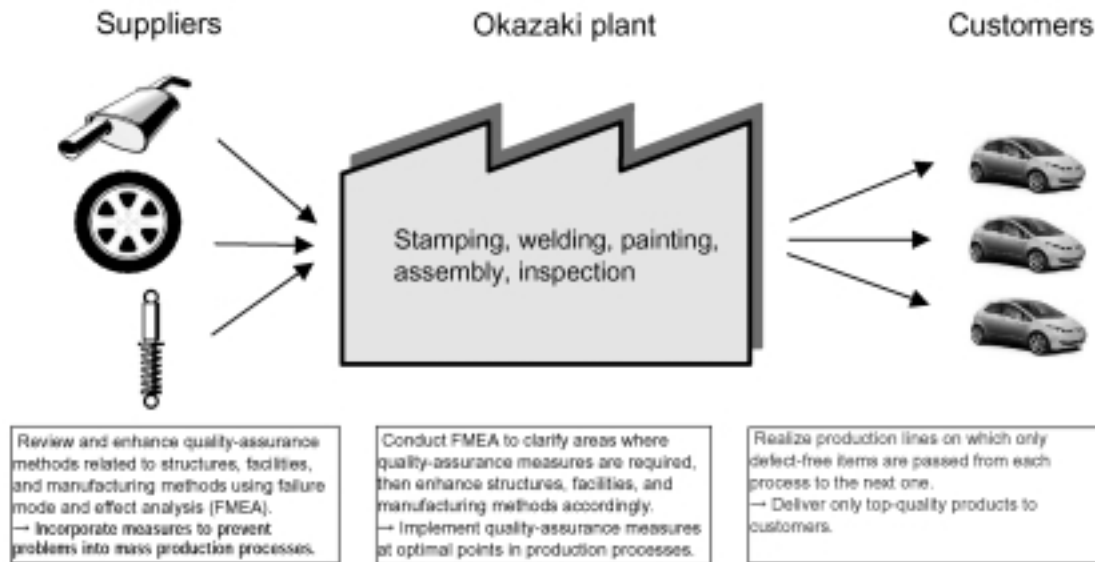 Suppliers
Okazaki plant
Customers
Stamping, welding, painting,
assembly, inspection
Review and enhance quality-assurance
methods related to structures, facilities,
and manufacturing methods using failure
mode and effect analysis (FMEA).
→ Incorporate measures to prevent
problems into mass production processes.
Conduct FMEA to clarify areas where
quality-assurance measures are required,
then enhance structures, facilities, and
manufacturing methods accordingly.
→ Implement quality-assurance measures
at optimal points in production processes.
Realize production lines on which only
defect-free items are passed from each
process to the next one.
→ Deliver only top-quality products to
customers.